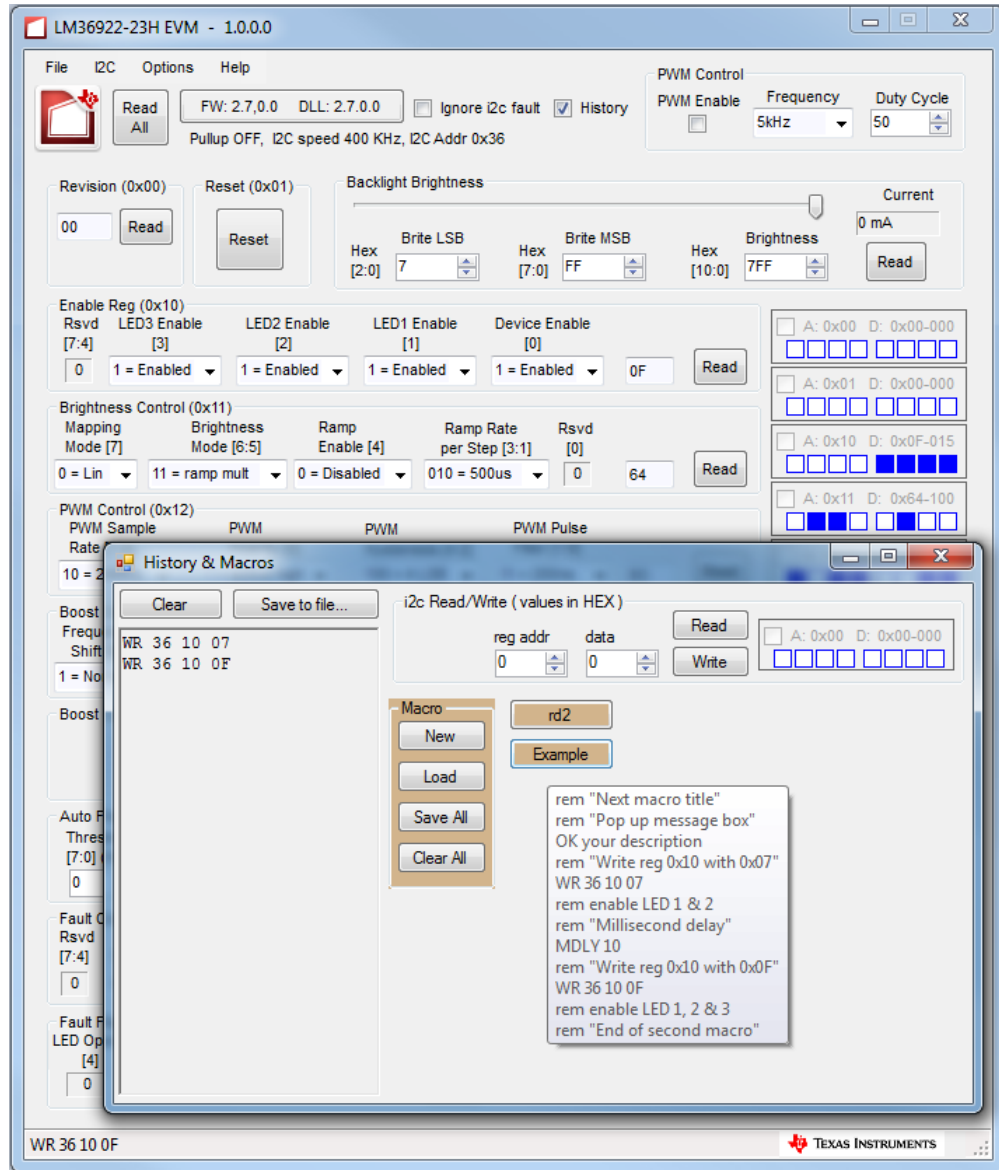 LM36922-23H EVM - 1.0.0.0
File I2C Options Help
Read All
FW: 2.7,0.0 DLL: 2.7.0.0
Ignore i2c fault
History
Pullup OFF, I2C speed 400 KHz, I2C Addr 0x36
PWM Control
PWM Enable Frequency Duty Cycle
5kHz 50
Revision (0x00)
00 Read
Reset (0x01)
Reset
Backlight Brightness
Current
0 mA
Brite LSB Brite MSB Brightness
Hex [2:0] 7 Hex [7:0] FF Hex [10:0] 7FF Read
Enable Reg (0x10)
Rsvd LED3 Enable LED2 Enable LED1 Enable Device Enable
[7:4] [3] [2] [1] [0]
0 1 = Enabled 1 = Enabled 1 = Enabled 1 = Enabled 0F Read
A: 0x00 D: 0x00-000
A: 0x01 D: 0x00-000
A: 0x10 D: 0x0F-015
A: 0x11 D: 0x64-100
Brightness Control (0x11)
Mapping Brightness Ramp Ramp Rate Rsvd
Mode [7] Mode [6:5] Enable [4] per Step [3:1] [0]
0 = Lin 11 = ramp mult 0 = Disabled 010 = 500us 0 64 Read
PWM Control (0x12)
PWM Sample PWM PWM PWM Pulse
Rate
10 = 2
Boost
Frequ
Shift
1 = No
Boost
Auto F
Thres
[7:0]
0
Fault C
Rsvd
[7:4]
0
Fault F
LED Op
[4]
0
History & Macros
Clear Save to file...
WR 36 10 07
WR 36 10 0F
i2c Read/Write ( values in HEX )
reg addr data
0 0
Read
Write
A: 0x00 D: 0x00-000
Macro
New
Load
Save All
Clear All
rd2
Example
rem "Next macro title"
rem "Pop up message box"
OK your description
rem "Write reg 0x10 with 0x07"
WR 36 10 07
rem enable LED 1 & 2
rem "Millisecond delay"
MDLY 10
rem "Write reg 0x10 with 0x0F"
WR 36 10 0F
rem enable LED 1, 2 & 3
rem "End of second macro"
WR 36 10 0F
TEXAS INSTRUMENTS